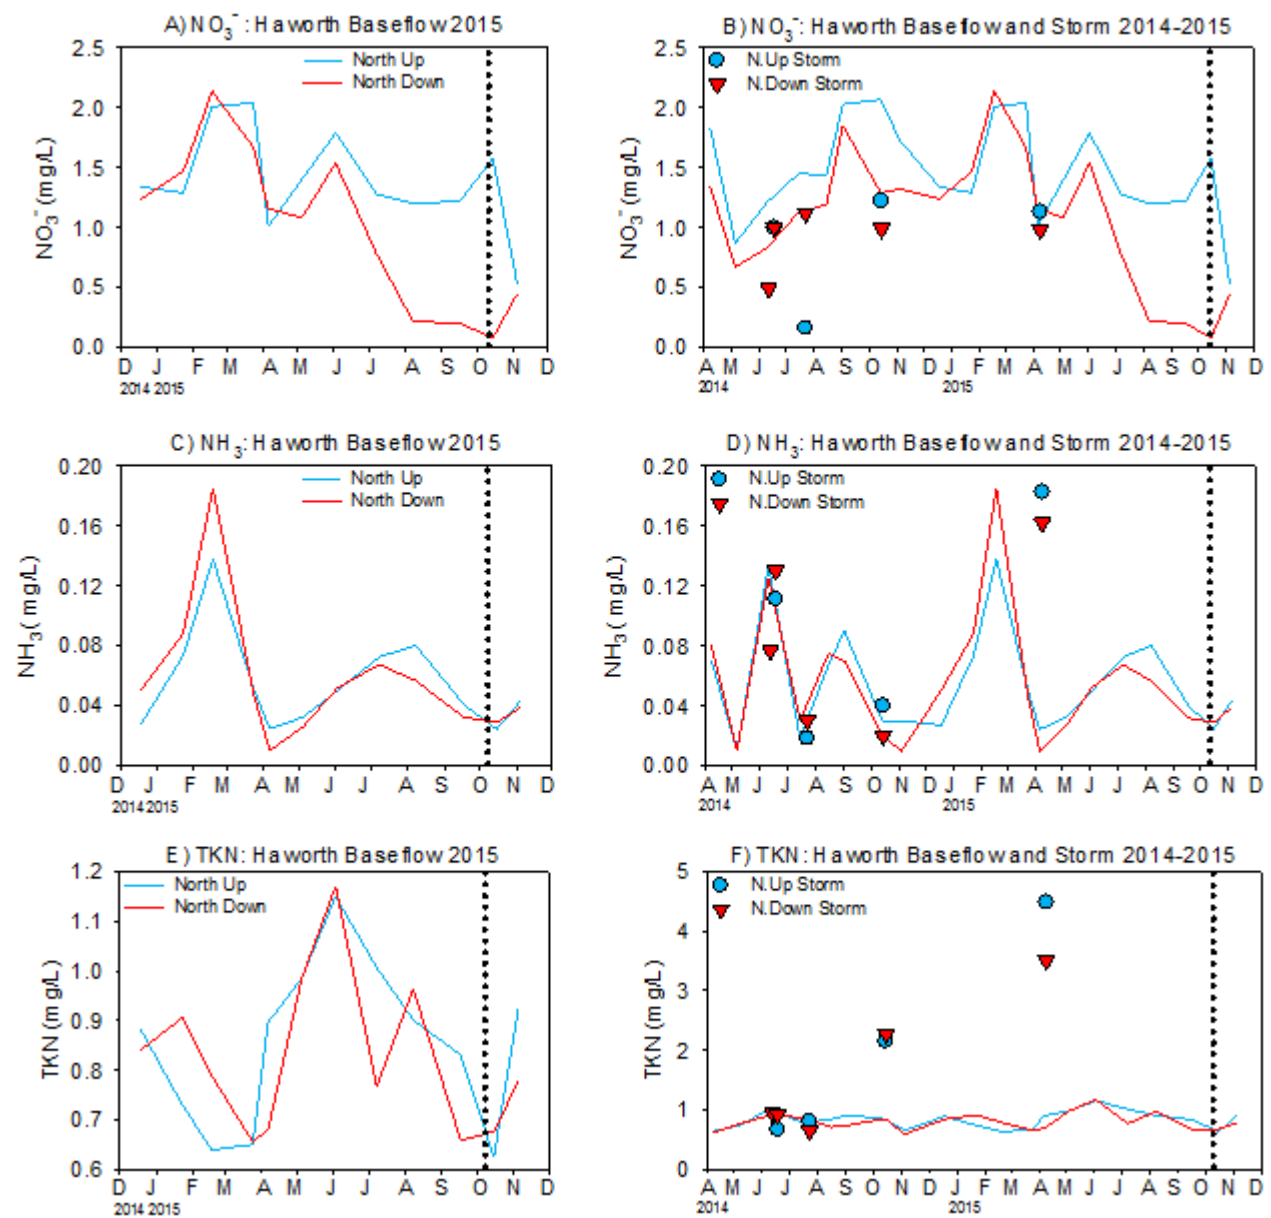 A) NO₃⁻ : Haworth Baseflow 2015
North Up
North Down
NO₃⁻ (mg/L)
2.5
2.0
1.5
1.0
0.5
0.0
D J F M A M J J A S O N D
2014 2015
B) NO₃⁻: Haworth Baseflow and Storm 2014-2015
N.Up Storm
N.Down Storm
NO₃⁻ (mg/L)
2.5
2.0
1.5
1.0
0.5
0.0
A M J J A S O N D J F M A M J J A S O N D
2014 2015
C) NH₃: Haworth Baseflow 2015
North Up
North Down
NH₃ (mg/L)
0.20
0.16
0.12
0.08
0.04
0.00
D J F M A M J J A S O N D
2014 2015
D) NH₃: Haworth Baseflow and Storm 2014-2015
N.Up Storm
N.Down Storm
NH₃ (mg/L)
0.20
0.16
0.12
0.08
0.04
0.00
A M J J A S O N D J F M A M J J A S O N D
2014 2015
E) TKN: Haworth Baseflow 2015
North Up
North Down
TKN (mg/L)
1.2
1.1
1.0
0.9
0.8
0.7
0.6
D J F M A M J J A S O N D
2014 2015
F) TKN: Haworth Baseflow and Storm 2014-2015
N.Up Storm
N.Down Storm
TKN (mg/L)
5
4
3
2
1
0
A M J J A S O N D J F M A M J J A S O N D
2014 2015